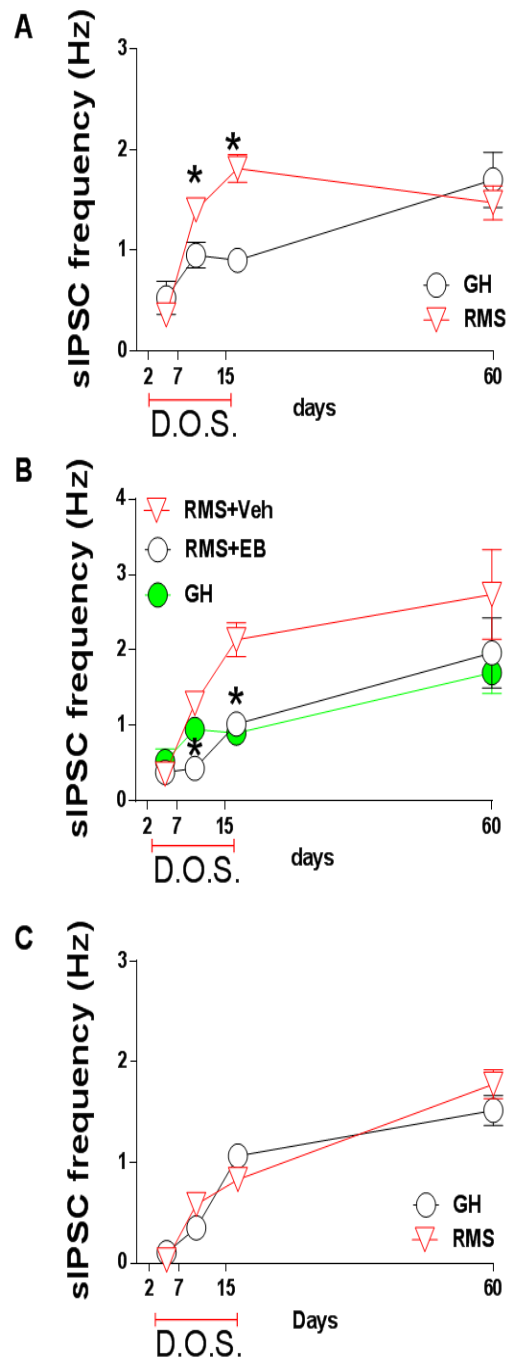 A
sIPSC frequency (Hz)
3
2
1
0
*
*
GH
RMS
2 7 15 60
days
D.O.S.
B
sIPSC frequency (Hz)
4
3
2
1
0
RMS+Veh
RMS+EB
GH
*
*
2 7 15 60
days
D.O.S.
C
sIPSC frequency (Hz)
3
2
1
0
GH
RMS
2 7 15 60
Days
D.O.S.